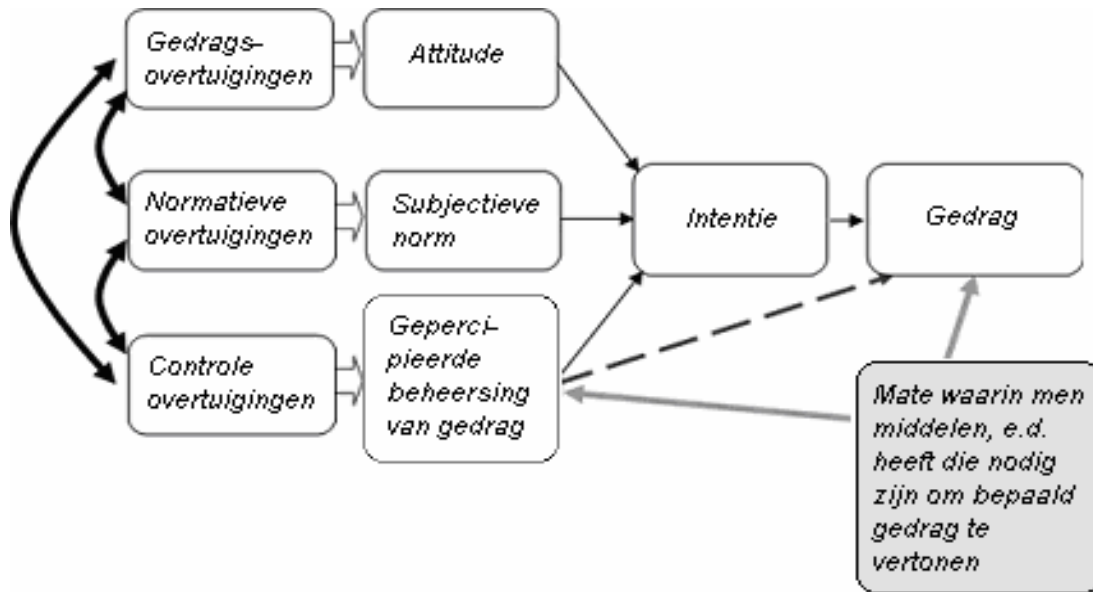 Gedrags-
overtuigingen
Attitude
Normatieve
overtuigingen
Subjectieve
norm
Intentie
Gedrag
Controle
overtuigingen
Geperci-
pieerde
beheersing
van gedrag
Mate waarin men
middelen, e.d.
heeft die nodig
zijn om bepaald
gedrag te
vertonen